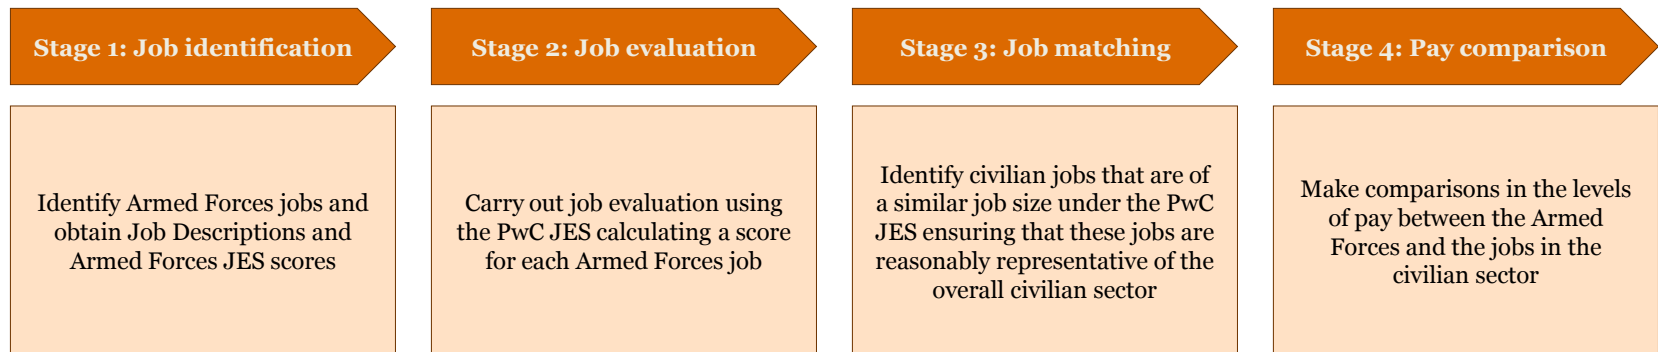 Stage 1: Job identification
Stage 2: Job evaluation
Stage 3: Job matching
Stage 4: Pay comparison
Identify Armed Forces jobs and
obtain Job Descriptions and
Armed Forces JES scores
Carry out job evaluation using
the PwC JES calculating a score
for each Armed Forces job
Identify civilian jobs that are of
a similar job size under the PwC
JES ensuring that these jobs are
reasonably representative of the
overall civilian sector
Make comparisons in the levels
of pay between the Armed
Forces and the jobs in the
civilian sector